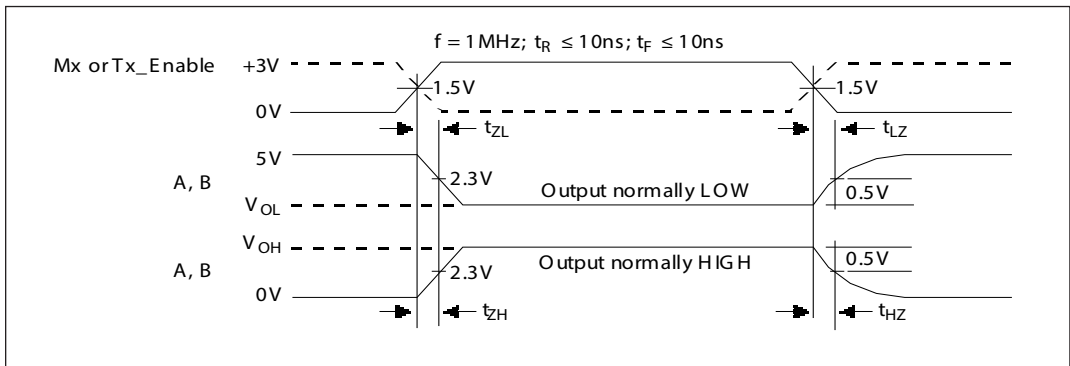 f = 1MHz; tR ≤ 10ns; tF ≤ 10ns
Mx or Tx_Enable
+3V
1.5V
1.5V
0V
tZL
tLZ
5V
A, B
2.3V
Output normally LOW
0.5V
VOL
VOH
A, B
2.3V
Output normally HIGH
0.5V
0V
tZH
tHZ